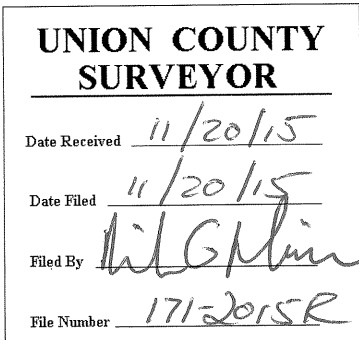 UNION COUNTY
SURVEYOR
Date Received 11/20/15
Date Filed 11/20/15
Filed By
File Number 171-2015R